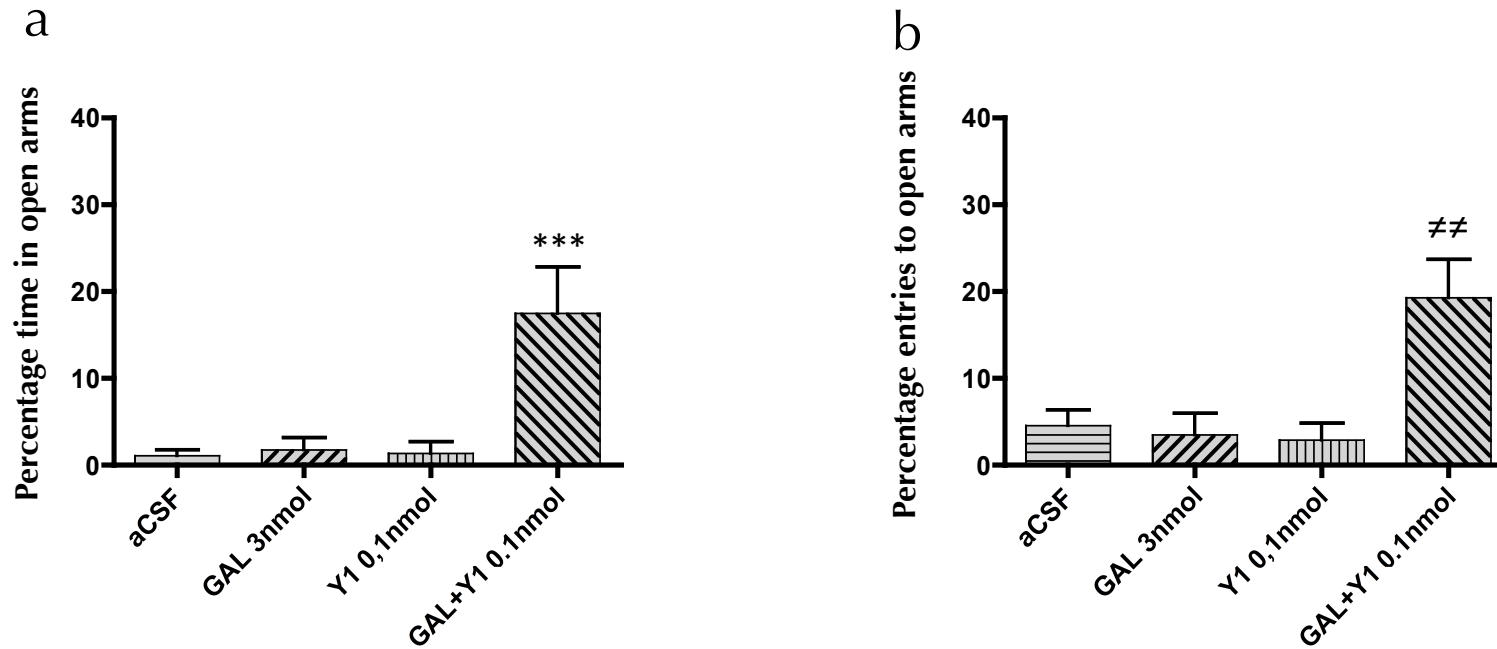 a
Percentage time in open arms
40
30
20
10
0
***
aCSF
GAL 3nmol
Y1 0,1nmol
GAL+Y1 0.1nmol
b
Percentage entries to open arms
40
30
20
10
0
≠≠
aCSF
GAL 3nmol
Y1 0,1nmol
GAL+Y1 0.1nmol